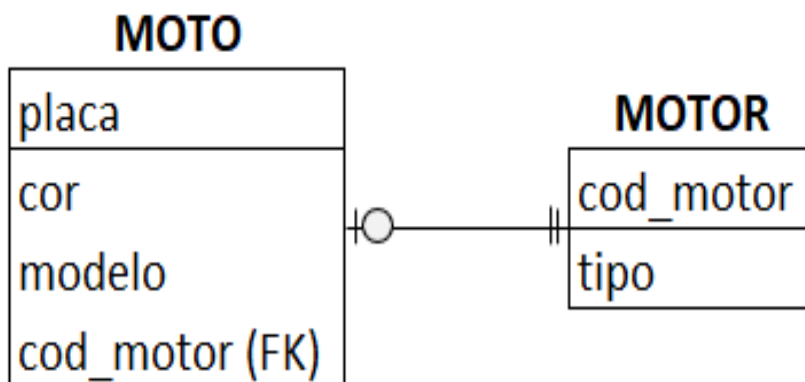 MOTO
placa
cor
modelo
cod_motor (FK)
MOTOR
cod_motor
tipo